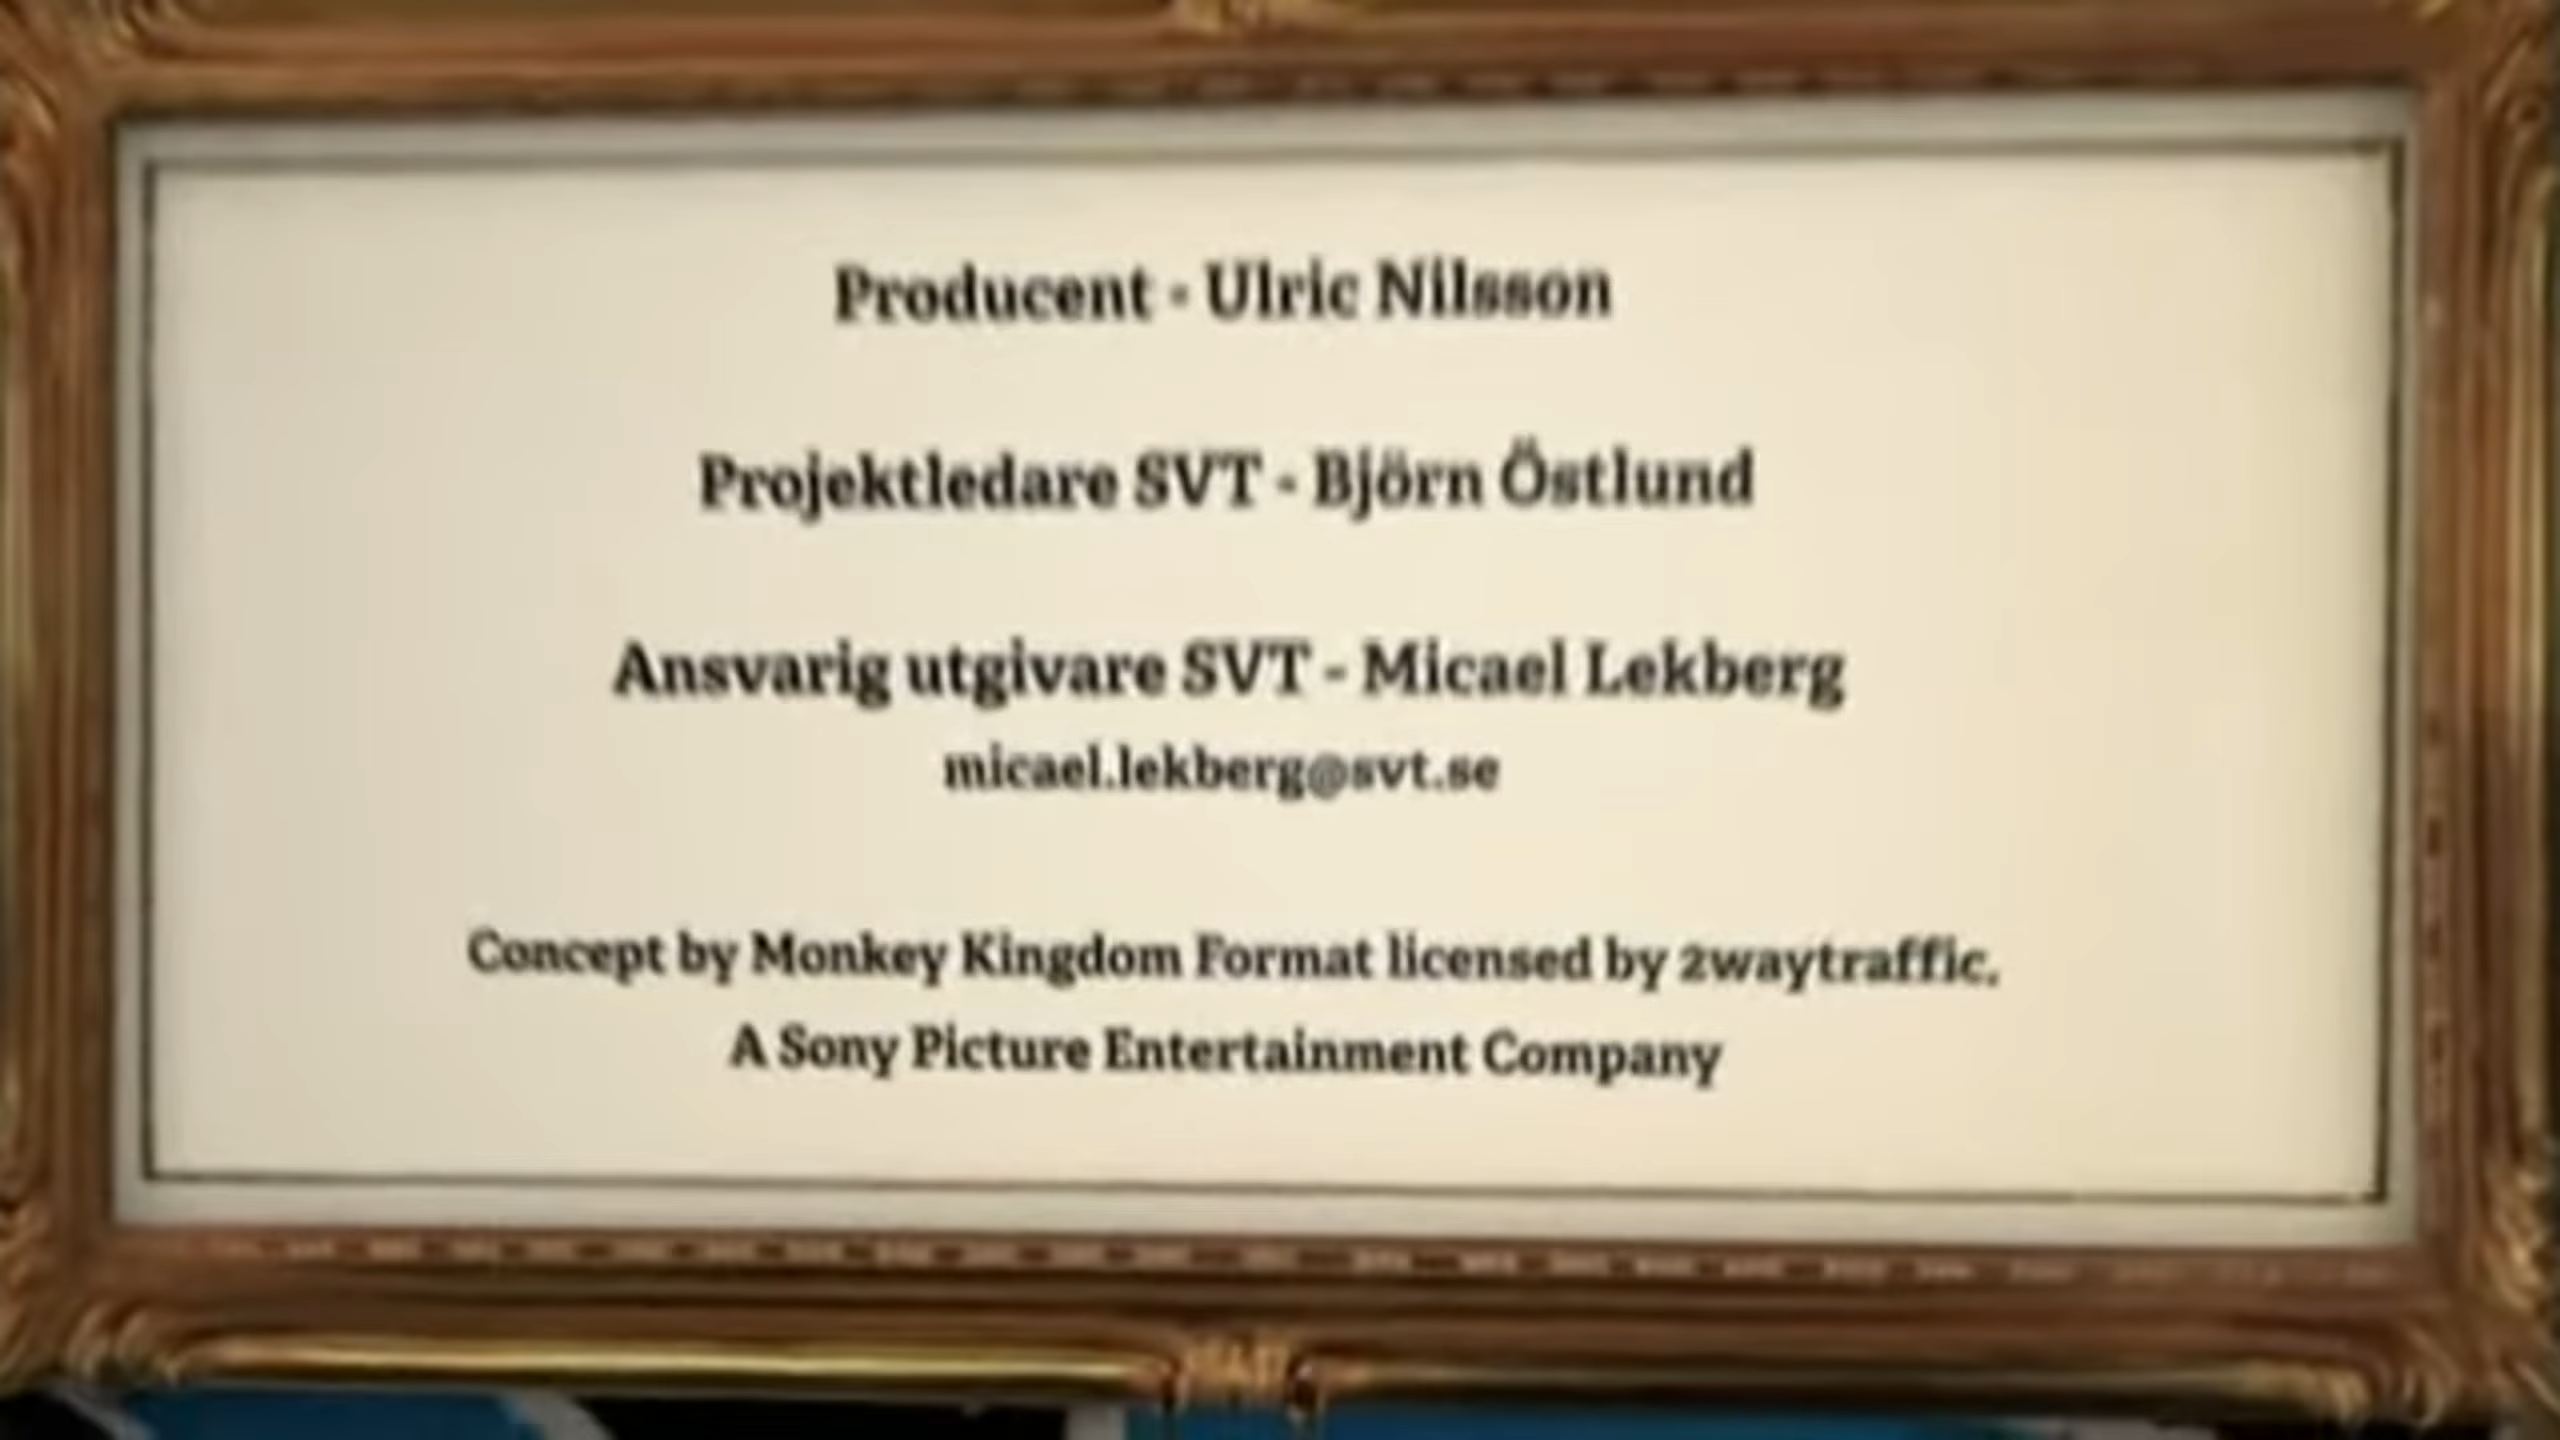 Producent - Ulric Nilsson
Projektledare SVT - Björn Östlund
Ansvarig utgivare SVT - Micael Lekberg
micael.lekberg@svt.se
Concept by Monkey Kingdom Format licensed by 2waytraffic.
A Sony Picture Entertainment Company